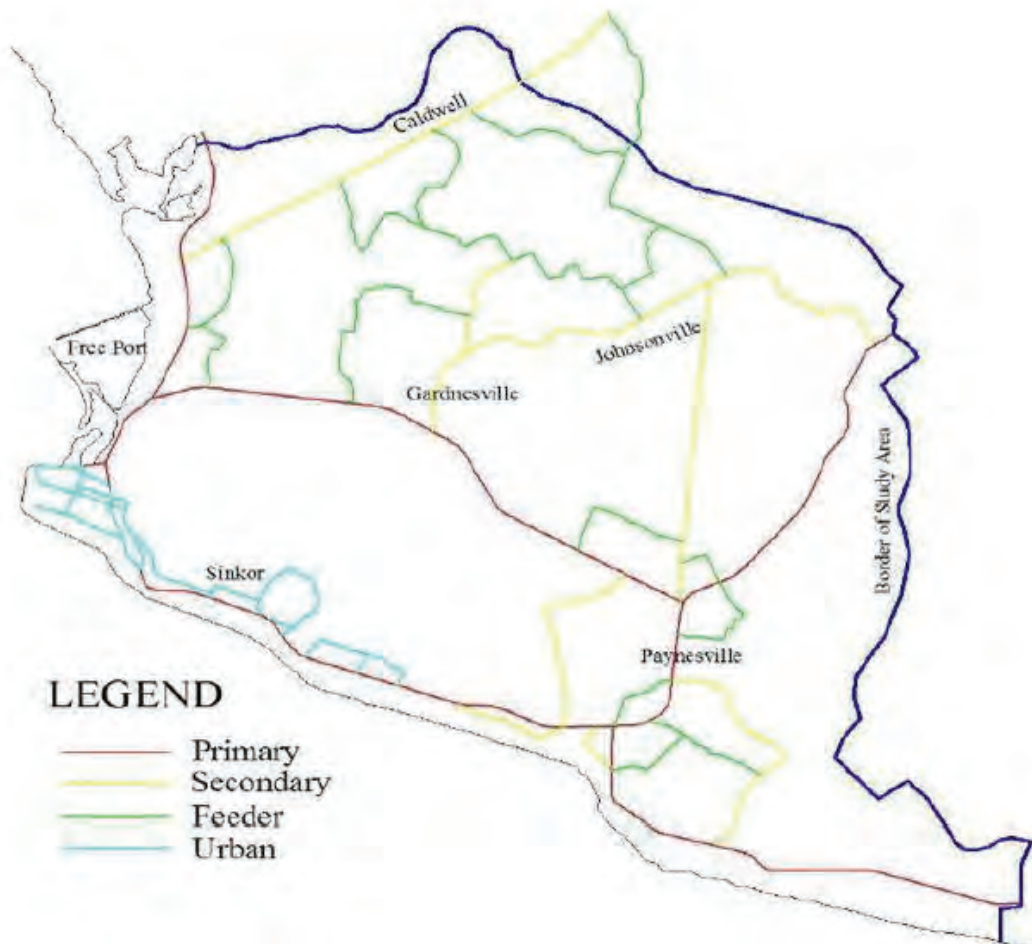 Caldwell
Free Port
Johnsonville
Gardnesville
Border of Study Area
Sinkor
Paynesville
LEGEND
Primary
Secondary
Feeder
Urban